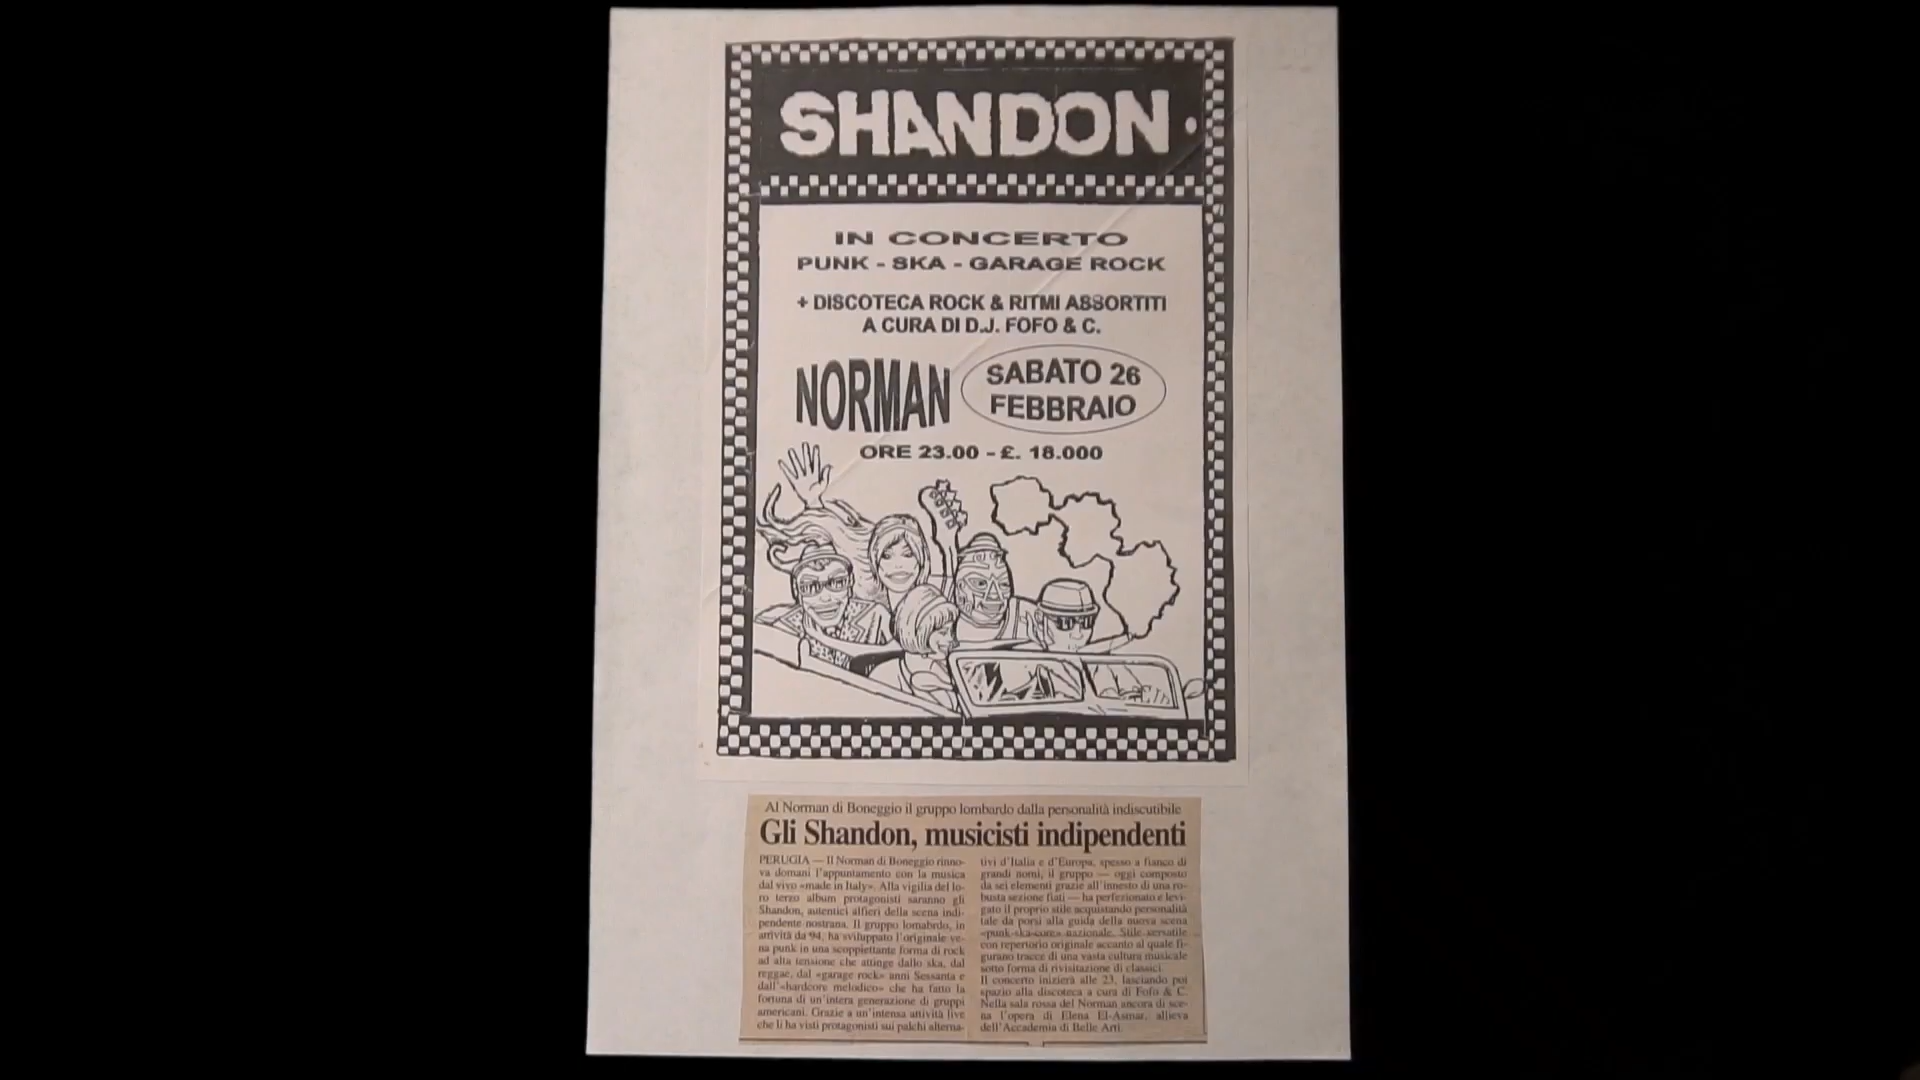 SHANDON
IN CONCERTO
PUNK - SKA - GARAGE ROCK
+ DISCOTECA ROCK & RITMI ASSORTITI
A CURA DI D.J. FOFO & C.
NORMAN
SABATO 26
FEBBRAIO
ORE 23.00 - £. 18.000
Al Norman di Boneggio il gruppo lombardo dalla personalità indiscutibile
Gli Shandon, musicisti indipendenti
PERUGIA — Il Norman di Boneggio rinno-
va domani l'appuntamento con la musica
dal vivo «made in Italy». Alla vigilia del lo-
ro terzo album protagonisti saranno gli
Shandon, autentici alfieri della scena indi-
pendente nostrana. Il gruppo lomabrdo, in
attività da '94, ha sviluppato l'originale ve-
na punk in una scoppiettante forma di rock
ad alta tensione che attinge dallo ska, dal
reggae, dal «garage rock» anni Sessanta e
dall'«hardcore melodico» che ha fatto la
fortuna di un'intera generazione di gruppi
americani. Grazie a un'intensa attività live
che li ha visti protagonisti sui palchi alterna-
tivi d'Italia e d'Europa, spesso a fianco di
grandi nomi, il gruppo — oggi composto
da sei elementi grazie all'innesto di una ro-
busta sezione fiati — ha perfezionato e levi-
gato il proprio stile acquistando personalità
tale da porsi alla guida della nuova scena
«punk-ska-core» nazionale. Stile versatile
con repertorio originale accanto al quale fi-
gurano tracce di una vasta cultura musicale
sotto forma di rivisitazione di classici.
Il concerto inizierà alle 23, lasciando poi
spazio alla discoteca a cura di Fofo & C.
Nella sala rossa del Norman ancora di sce-
na l'opera di Elena El-Asmar, allieva
dell'Accademia di Belle Arti.